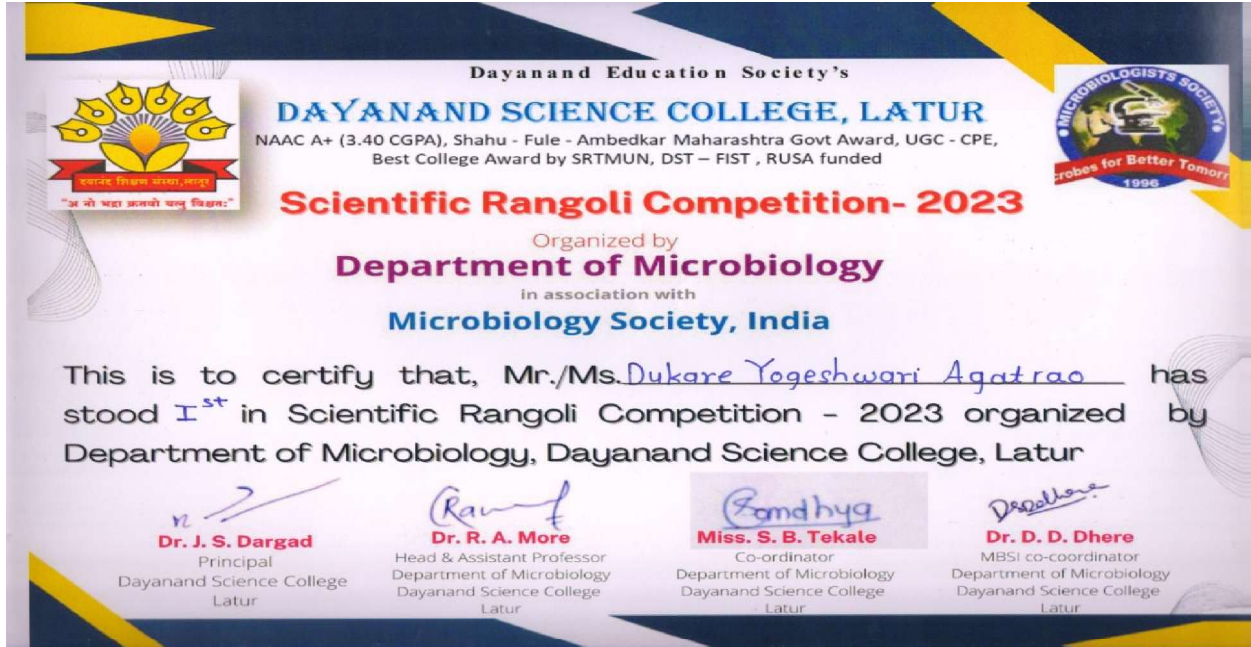 Dayanand Education Society's
DAYANAND SCIENCE COLLEGE, LATUR
NAAC A+ (3.40 CGPA), Shahu - Fule - Ambedkar Maharashtra Govt Award, UGC - CPE,
Best College Award by SRTMUN, DST – FIST , RUSA funded
दयानंद शिक्षण संस्था, लातूर
MICROBIOLOGISTS SOCIETY
crobes for Better Tomorr
1996
Scientific Rangoli Competition- 2023
Organized by
Department of Microbiology
in association with
Microbiology Society, India
This is to certify that, Mr./Ms. Dukare Yogeshwari Agatrao has
stood Ist in Scientific Rangoli Competition - 2023 organized by
Department of Microbiology, Dayanand Science College, Latur
Sandhya
Dr. J. S. Dargad
Principal
Dayanand Science College
Latur
Dr. R. A. More
Head & Assistant Professor
Department of Microbiology
Dayanand Science College
Latur
Miss. S. B. Tekale
Co-ordinator
Department of Microbiology
Dayanand Science College
Latur
Dr. D. D. Dhere
MBSI co-coordinator
Department of Microbiology
Dayanand Science College
Latur